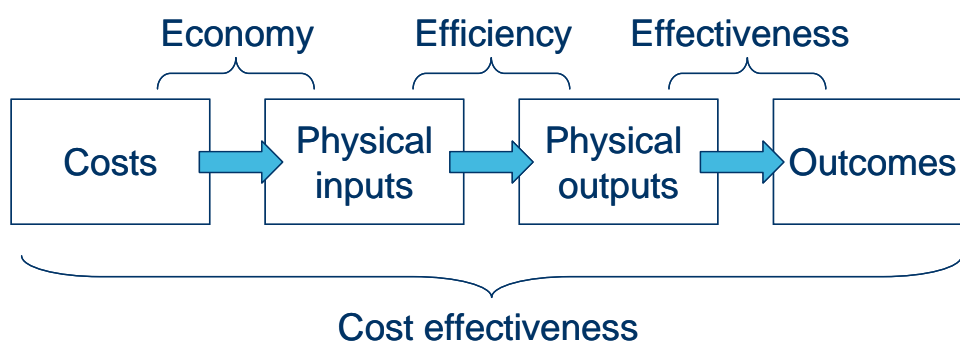 Economy
Efficiency
Effectiveness
Costs
Physical
inputs
Physical
outputs
Outcomes
Cost effectiveness